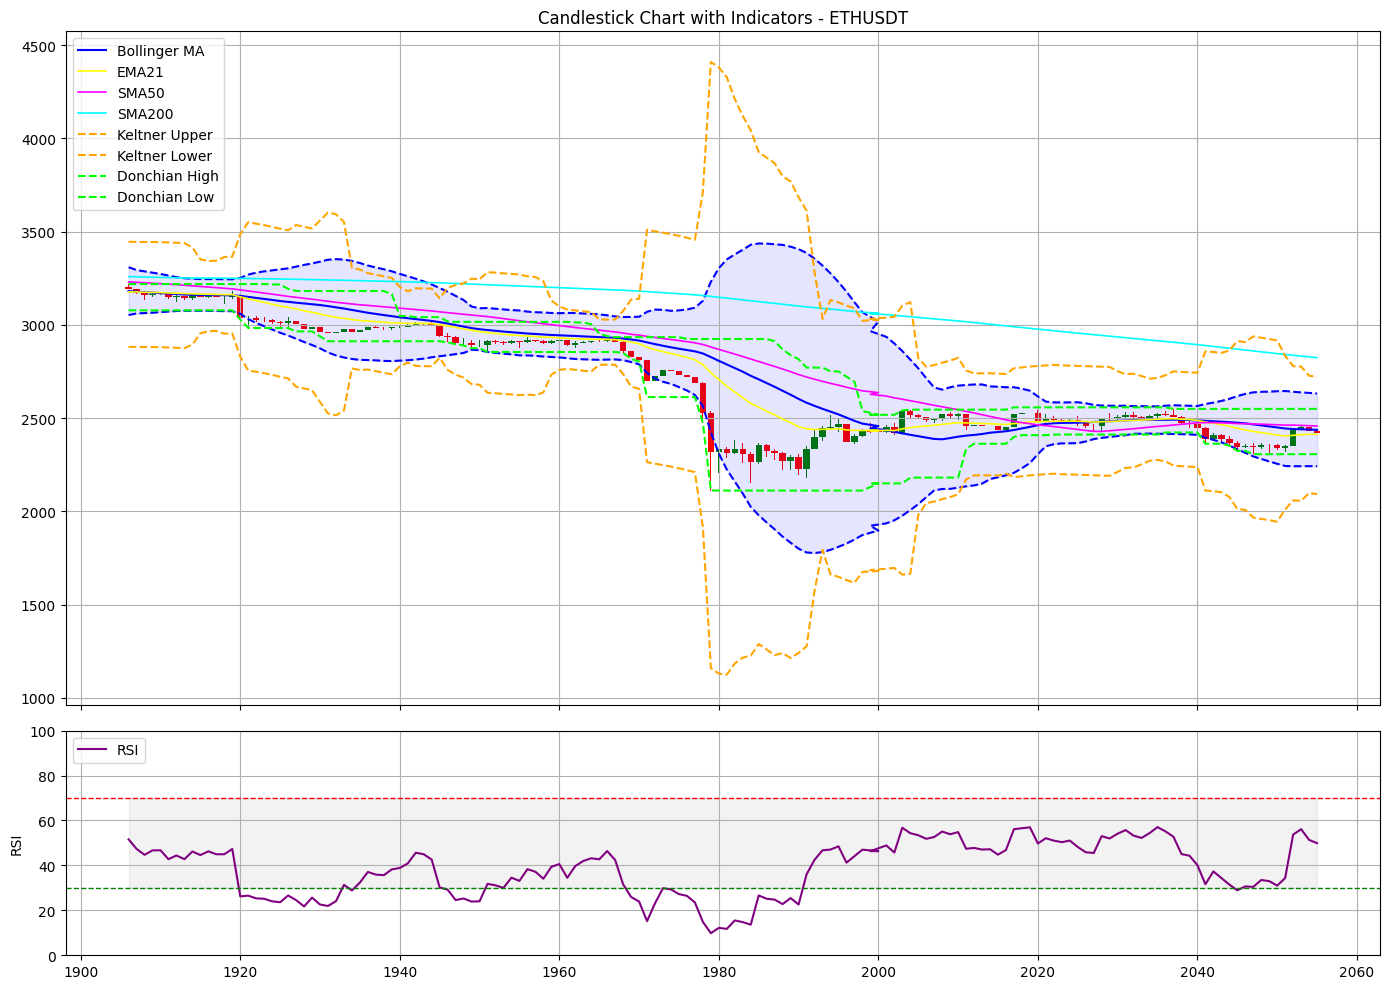 Candlestick Chart with Indicators - ETHUSDT
4500
4000
3500
3000
2500
2000
1500
1000
Bollinger MA
EMA21
SMA50
SMA200
Keltner Upper
Keltner Lower
Donchian High
Donchian Low
100
80
60
40
20
0
RSI
RSI
1900 1920 1940 1960 1980 2000 2020 2040 2060